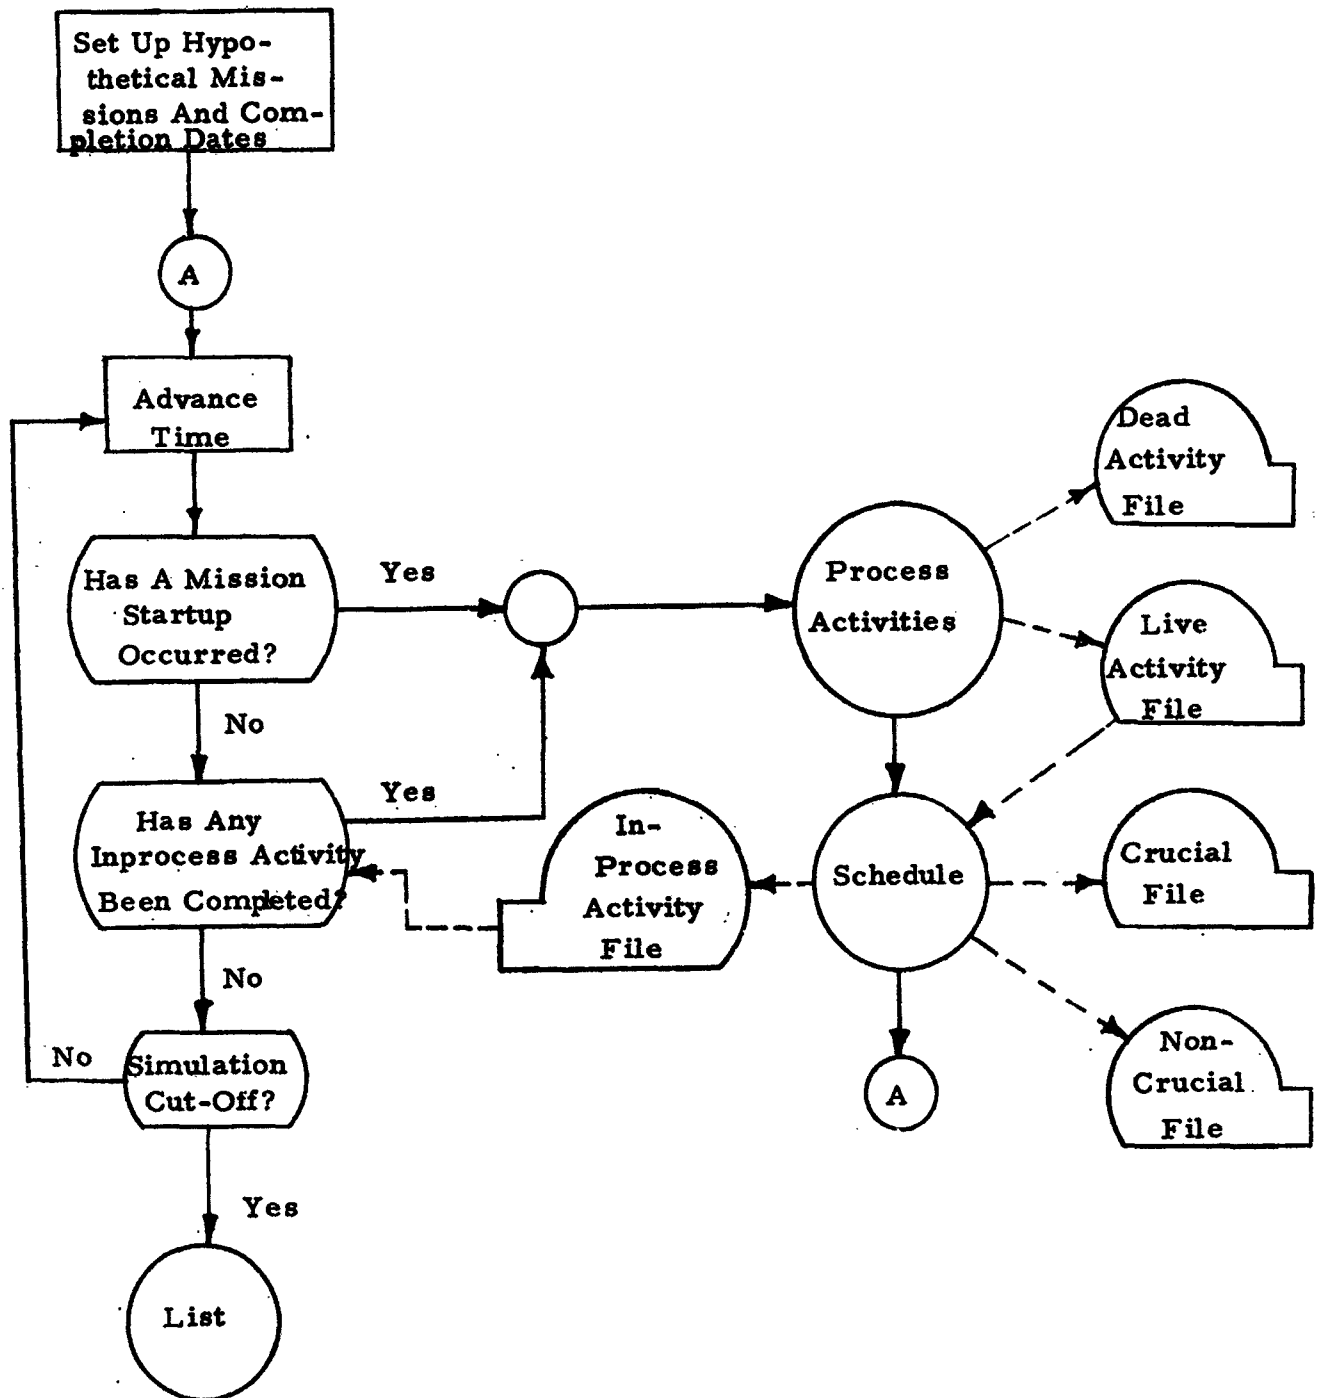 Set Up Hypo-
thetical Mis-
sions And Com-
pletion Dates
A
Advance
Time
Has A Mission
Startup
Occurred?
Yes
No
Has Any
Inprocess Activity
Been Completed?
Yes
No
Simulation
Cut-Off?
No
Yes
List
Process
Activities
Dead
Activity
File
Live
Activity
File
In-
Process
Activity
File
Schedule
Crucial
File
Non-
Crucial
File
A